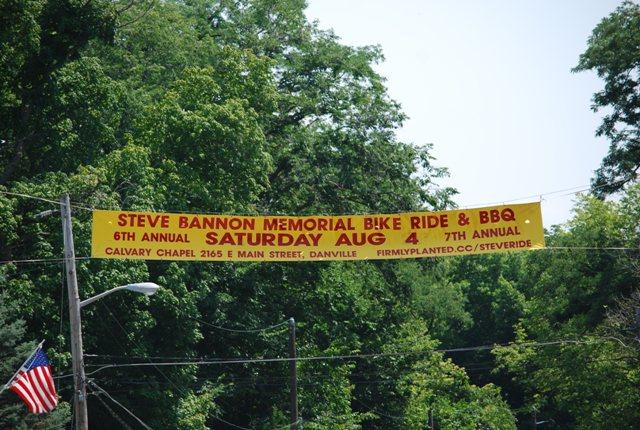 STEVE BANNON MEMORIAL BIKE RIDE & BBQ
6TH ANNUAL SATURDAY AUG 4 7TH ANNUAL
CALVARY CHAPEL 2165 E MAIN STREET, DANVILLE FIRMLYPLANTED.CC/STEVERIDE